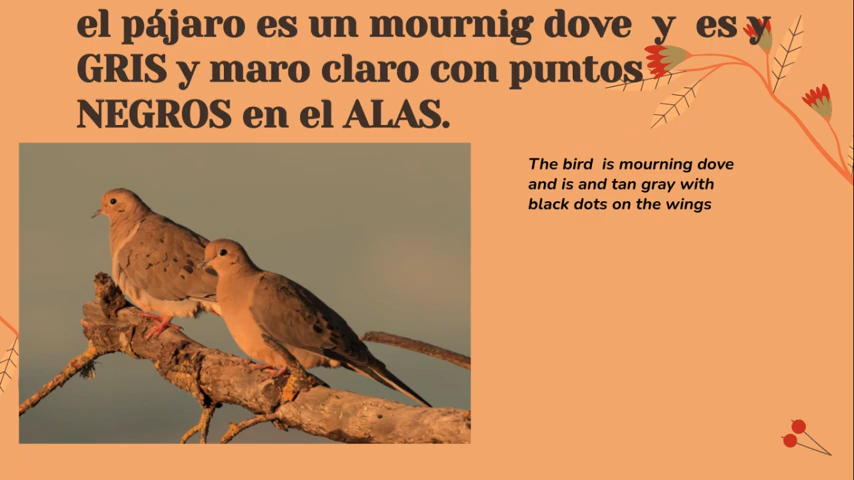 el pájaro es un mournig dove y es y
GRIS y maro claro con puntos
NEGROS en el ALAS.
The bird is mourning dove
and is and tan gray with
black dots on the wings